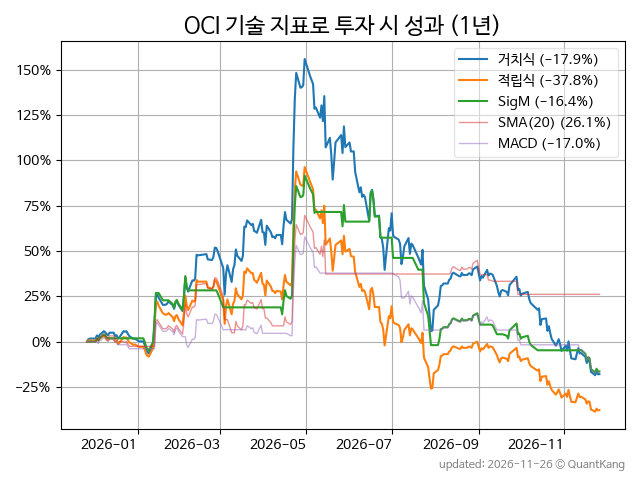 OCI 기술 지표로 투자 시 성과 (1년)
거치식 (−17.9%)
적립식 (−37.8%)
SigM (−16.4%)
SMA(20) (26.1%)
MACD (−17.0%)
150%
125%
100%
75%
50%
25%
0%
−25%
2026-01
2026-03
2026-05
2026-07
2026-09
2026-11
updated: 2026-11-26 ⓒ QuantKang